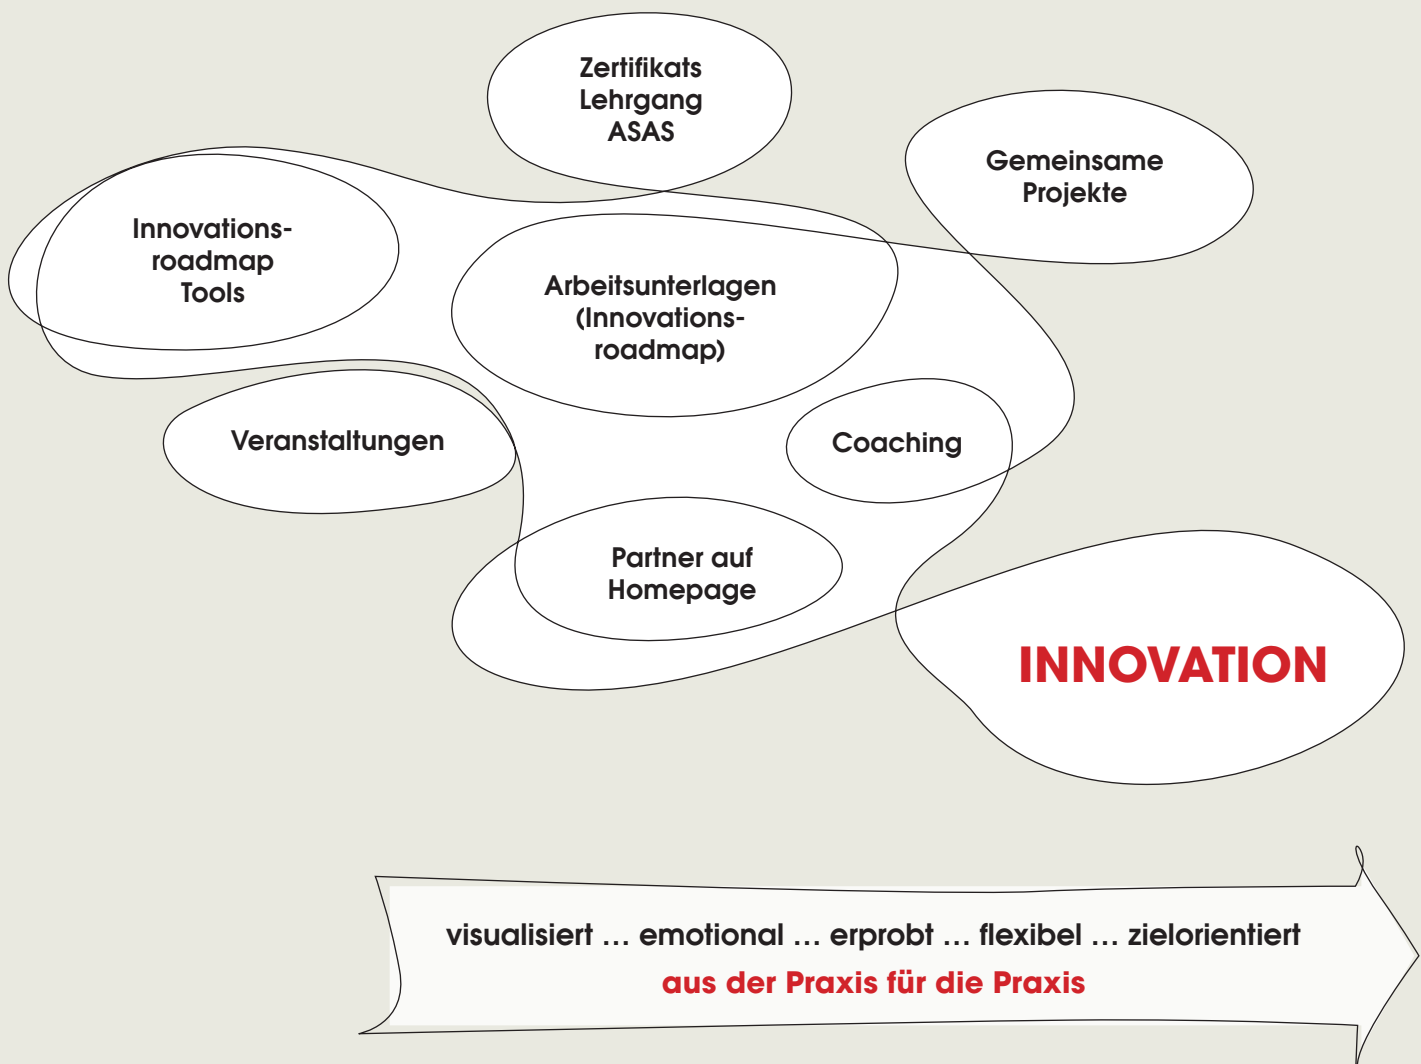 Zertifikats
Lehrgang
ASAS
Gemeinsame
Projekte
Innovations-
roadmap
Tools
Arbeitsunterlagen
(Innovations-
roadmap)
Veranstaltungen
Coaching
Partner auf
Homepage
INNOVATION
visualisiert ... emotional ... erprobt ... flexibel ... zielorientiert
aus der Praxis für die Praxis